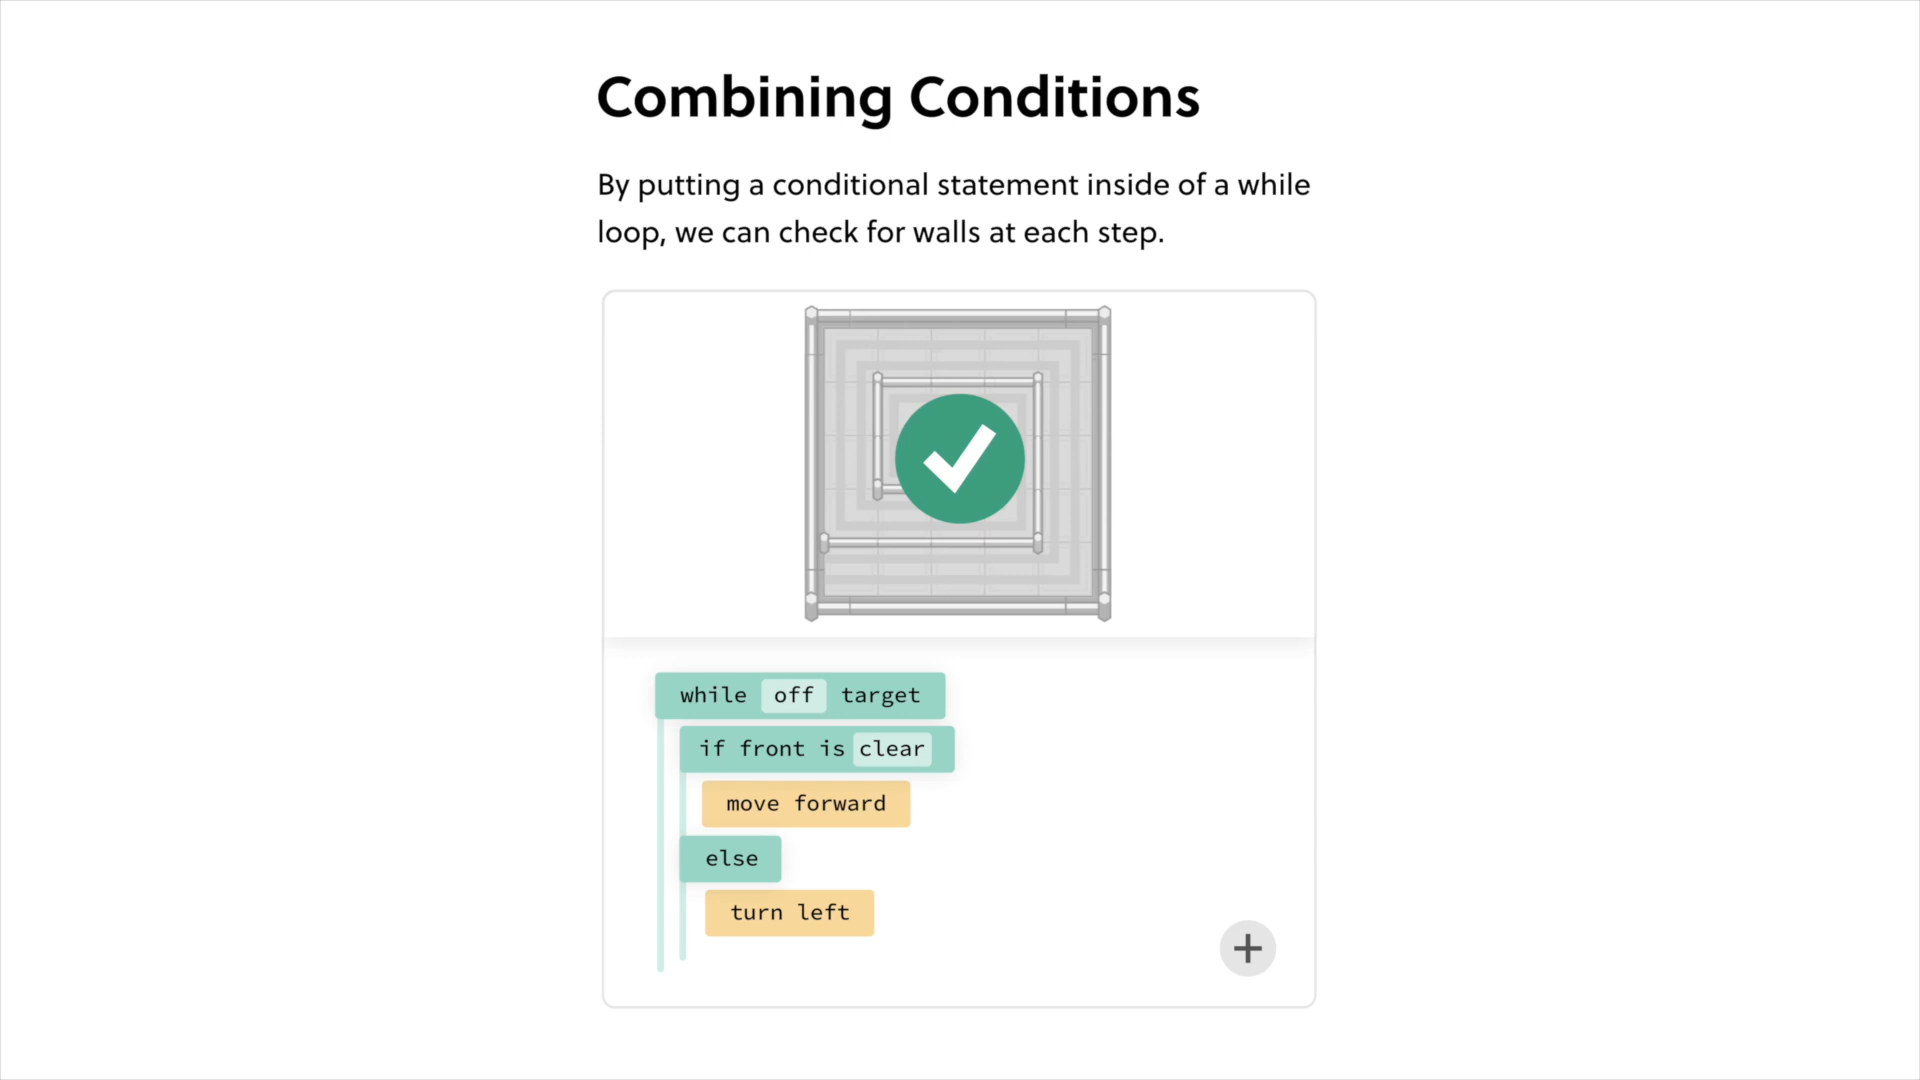 Combining Conditions
By putting a conditional statement inside of a while
loop, we can check for walls at each step.
while off target
if front is clear
move forward
else
turn left